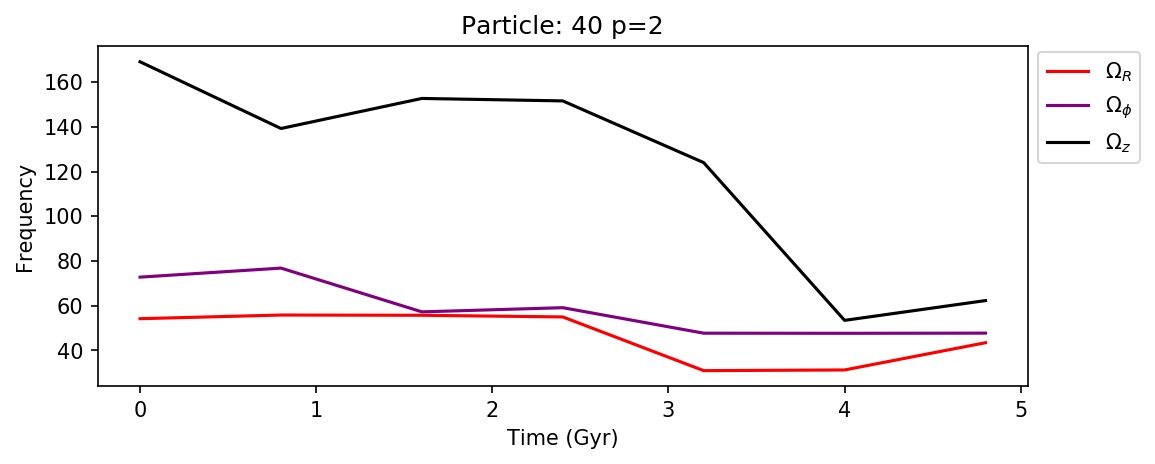 Particle: 40 p=2
Frequency
160
140
120
100
80
60
40
0 1 2 3 4 5
Time (Gyr)
Ω_R
Ω_ϕ
Ω_z